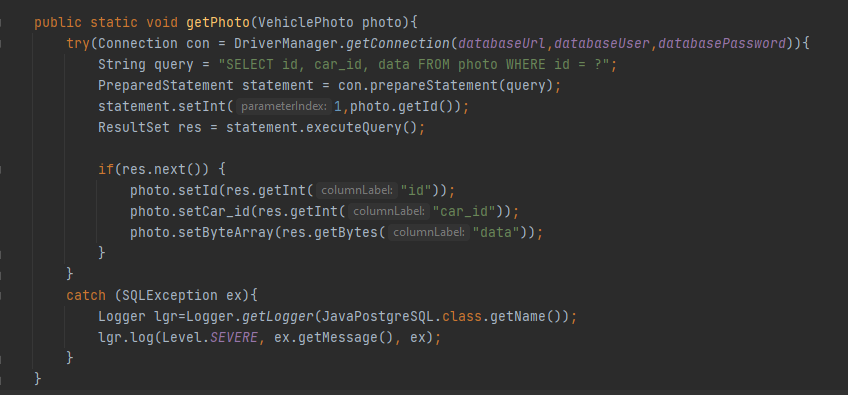 public static void getPhoto(VehiclePhoto photo){
try(Connection con = DriverManager.getConnection(databaseUrl,databaseUser,databasePassword)){
String query = "SELECT id, car_id, data FROM photo WHERE id = ?";
PreparedStatement statement = con.prepareStatement(query);
statement.setInt( parameterIndex: 1,photo.getId());
ResultSet res = statement.executeQuery();
if(res.next()) {
photo.setId(res.getInt( columnLabel: "id"));
photo.setCar_id(res.getInt( columnLabel: "car_id"));
photo.setByteArray(res.getBytes( columnLabel: "data"));
}
}
catch (SQLException ex){
Logger lgr=Logger.getLogger(JavaPostgreSQL.class.getName());
lgr.log(Level.SEVERE, ex.getMessage(), ex);
}
}